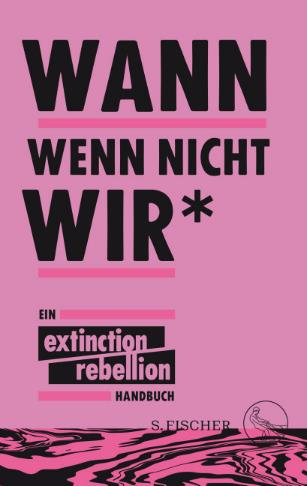 WANN
WENN NICHT
WIR*
EIN
extinction
rebellion
HANDBUCH
S. FISCHER